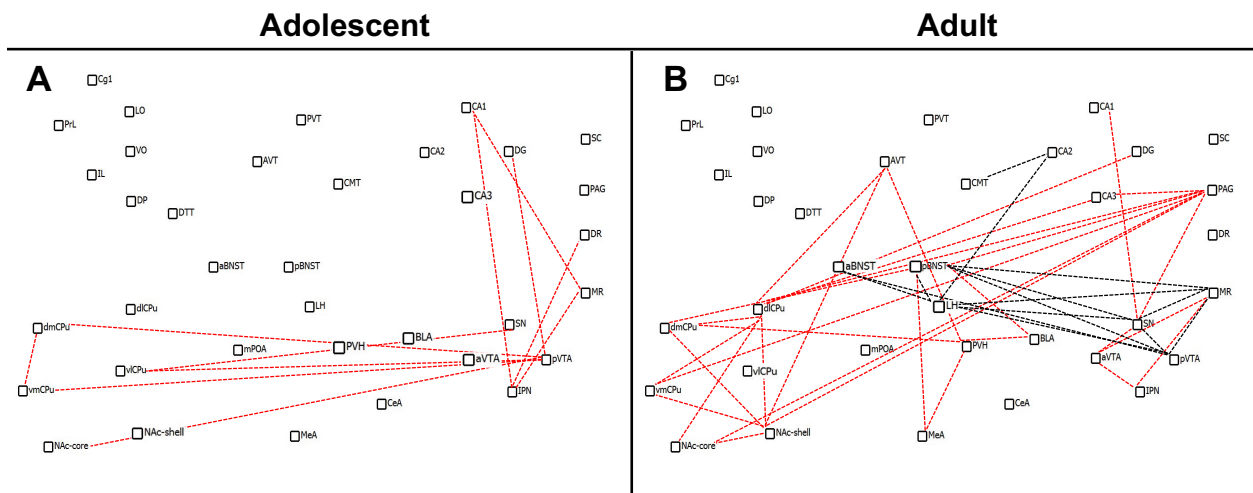 Adolescent
Adult
A
Cg1
PrL
LO
VO
IL
DP
DTT
PVT
AVT
CMT
CA1
CA2
DG
CA3
SC
PAG
DR
MR
aBNST
pBNST
LH
dlCPu
dmCPu
vlCPu
vmCPu
mPOA
PVH
BLA
SN
aVTA
pVTA
IPN
CeA
MeA
NAc-shell
NAc-core
B
Cg1
PrL
LO
VO
IL
DP
DTT
PVT
AVT
CMT
CA1
CA2
DG
CA3
SC
PAG
DR
MR
aBNST
pBNST
LH
dlCPu
dmCPu
vlCPu
vmCPu
mPOA
PVH
BLA
SN
aVTA
pVTA
IPN
CeA
MeA
NAc-shell
NAc-core